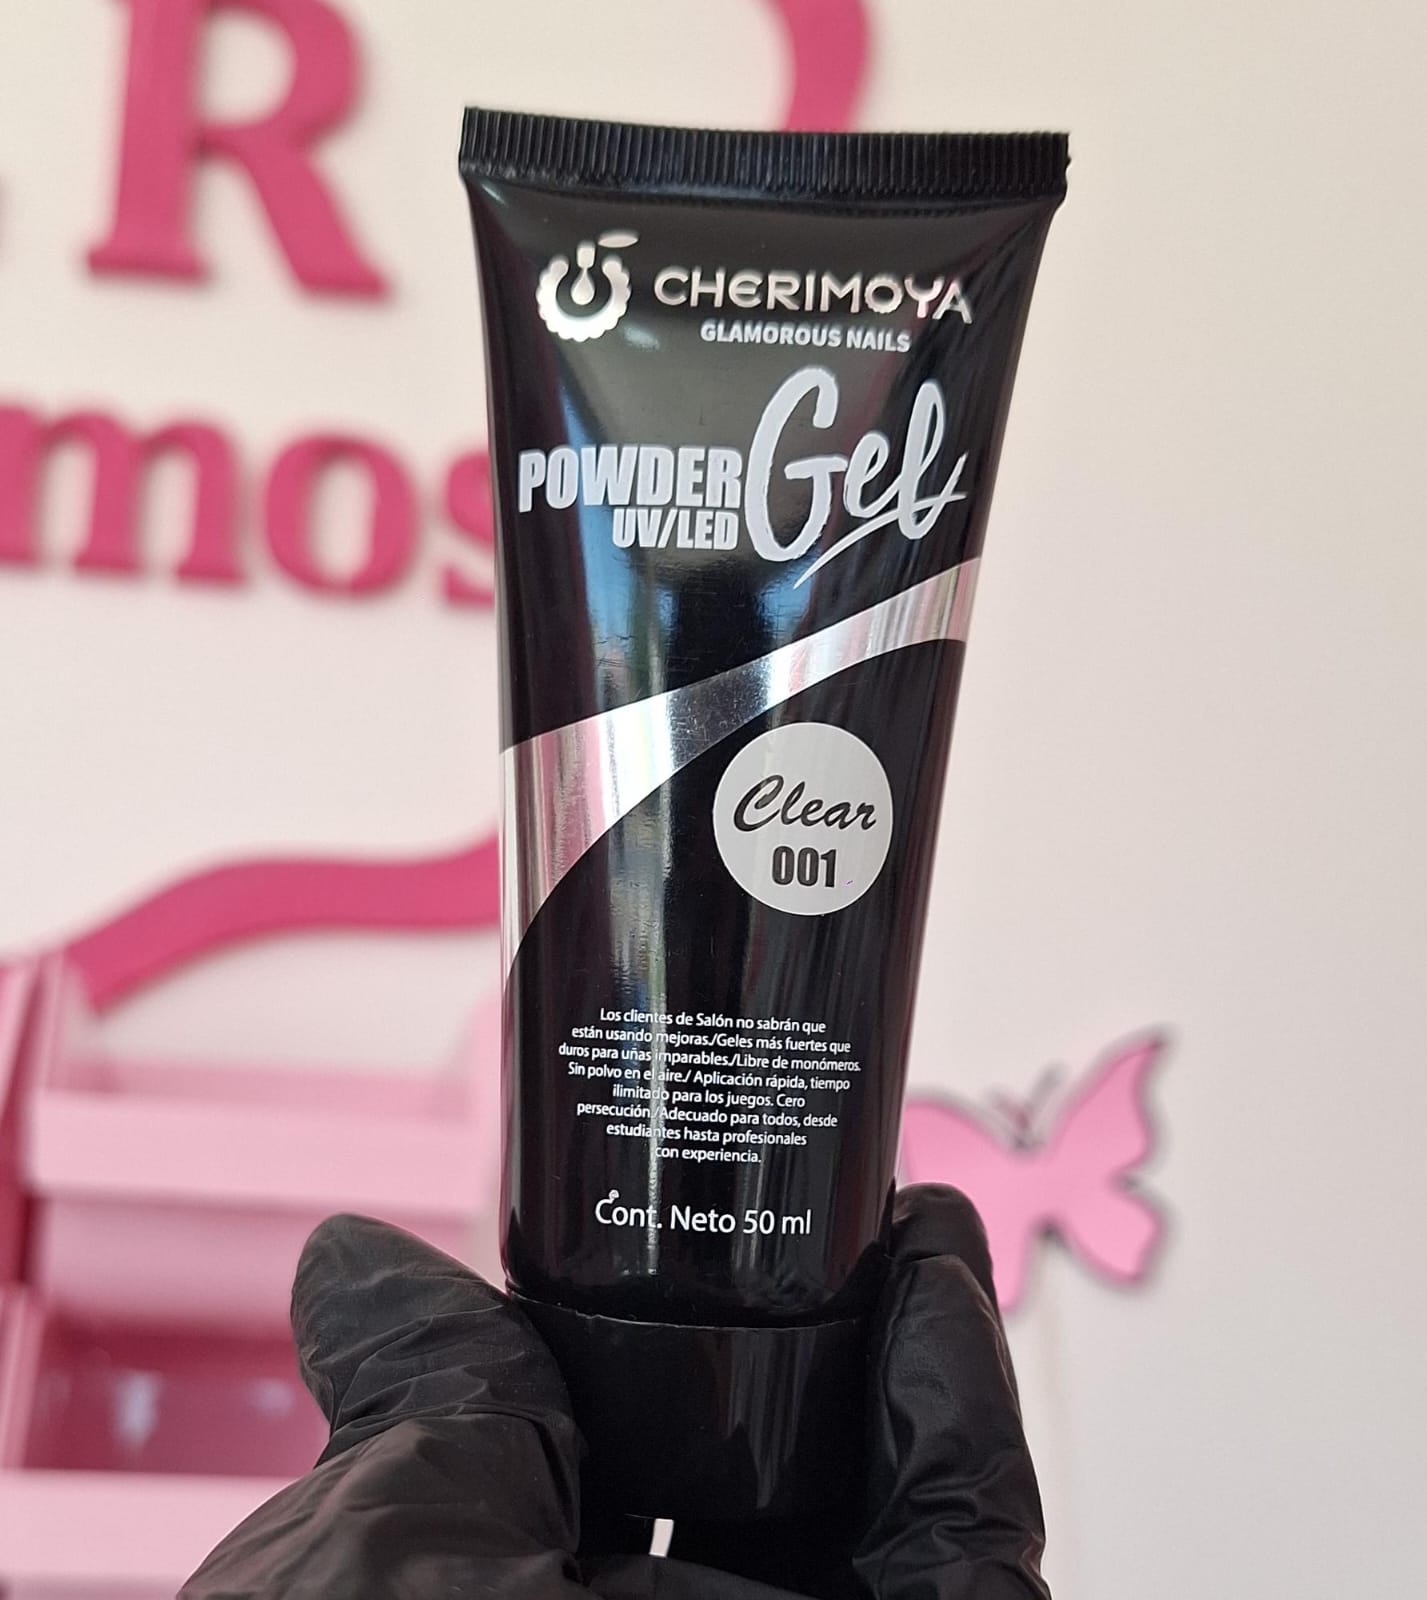 R
mos
CHERIMOYA
GLAMOROUS NAILS
POWDER Gel
UV/LED
Clear
001
Los clientes de Salón no sabrán que
están usando mejoras./Geles más fuertes que
duros para uñas imparables./Libre de monómeros.
Sin polvo en el aire./ Aplicación rápida, tiempo
ilimitado para los juegos. Cero
persecución./Adecuado para todos, desde
estudiantes hasta profesionales
con experiencia.
Cont. Neto 50 ml